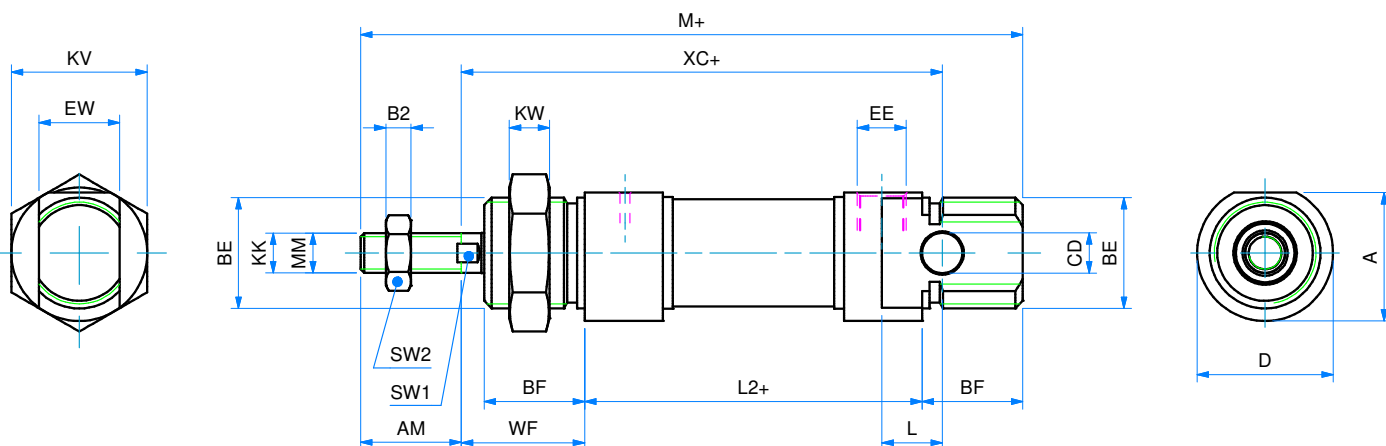 M+
KV
XC+
EW
B2
KW
EE
BE
KK
MM
CD
BE
A
SW2
SW1
BF
L2+
BF
D
AM
WF
L